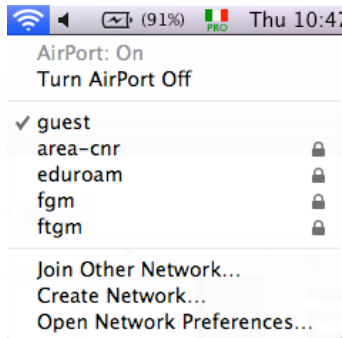 (91%) PRO Thu 10:47
AirPort: On
Turn AirPort Off
✓ guest
area-cnr
eduroam
fgm
ftgm
Join Other Network...
Create Network...
Open Network Preferences...